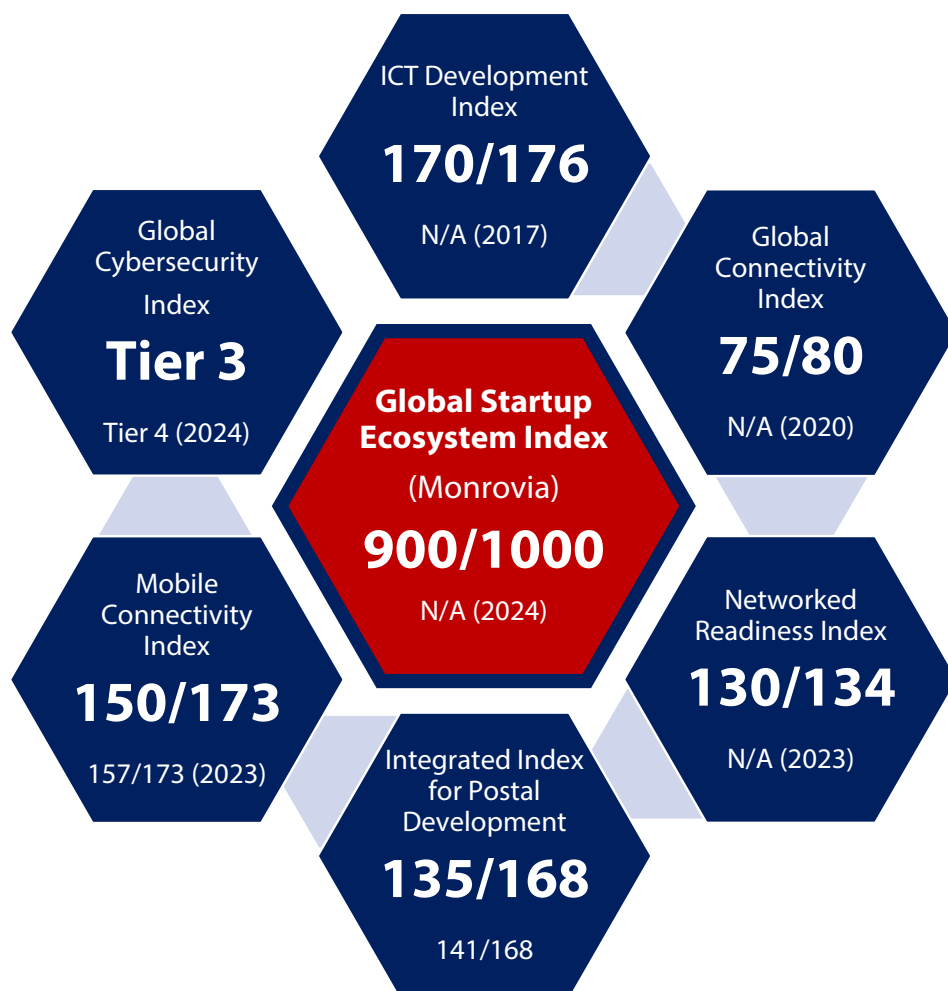 ICT Development
Index
170/176
N/A (2017)
Global
Cybersecurity
Index
Tier 3
Tier 4 (2024)
Global
Connectivity
Index
75/80
N/A (2020)
Global Startup
Ecosystem Index
(Monrovia)
900/1000
N/A (2024)
Mobile
Connectivity
Index
150/173
157/173 (2023)
Networked
Readiness Index
130/134
N/A (2023)
Integrated Index
for Postal
Development
135/168
141/168